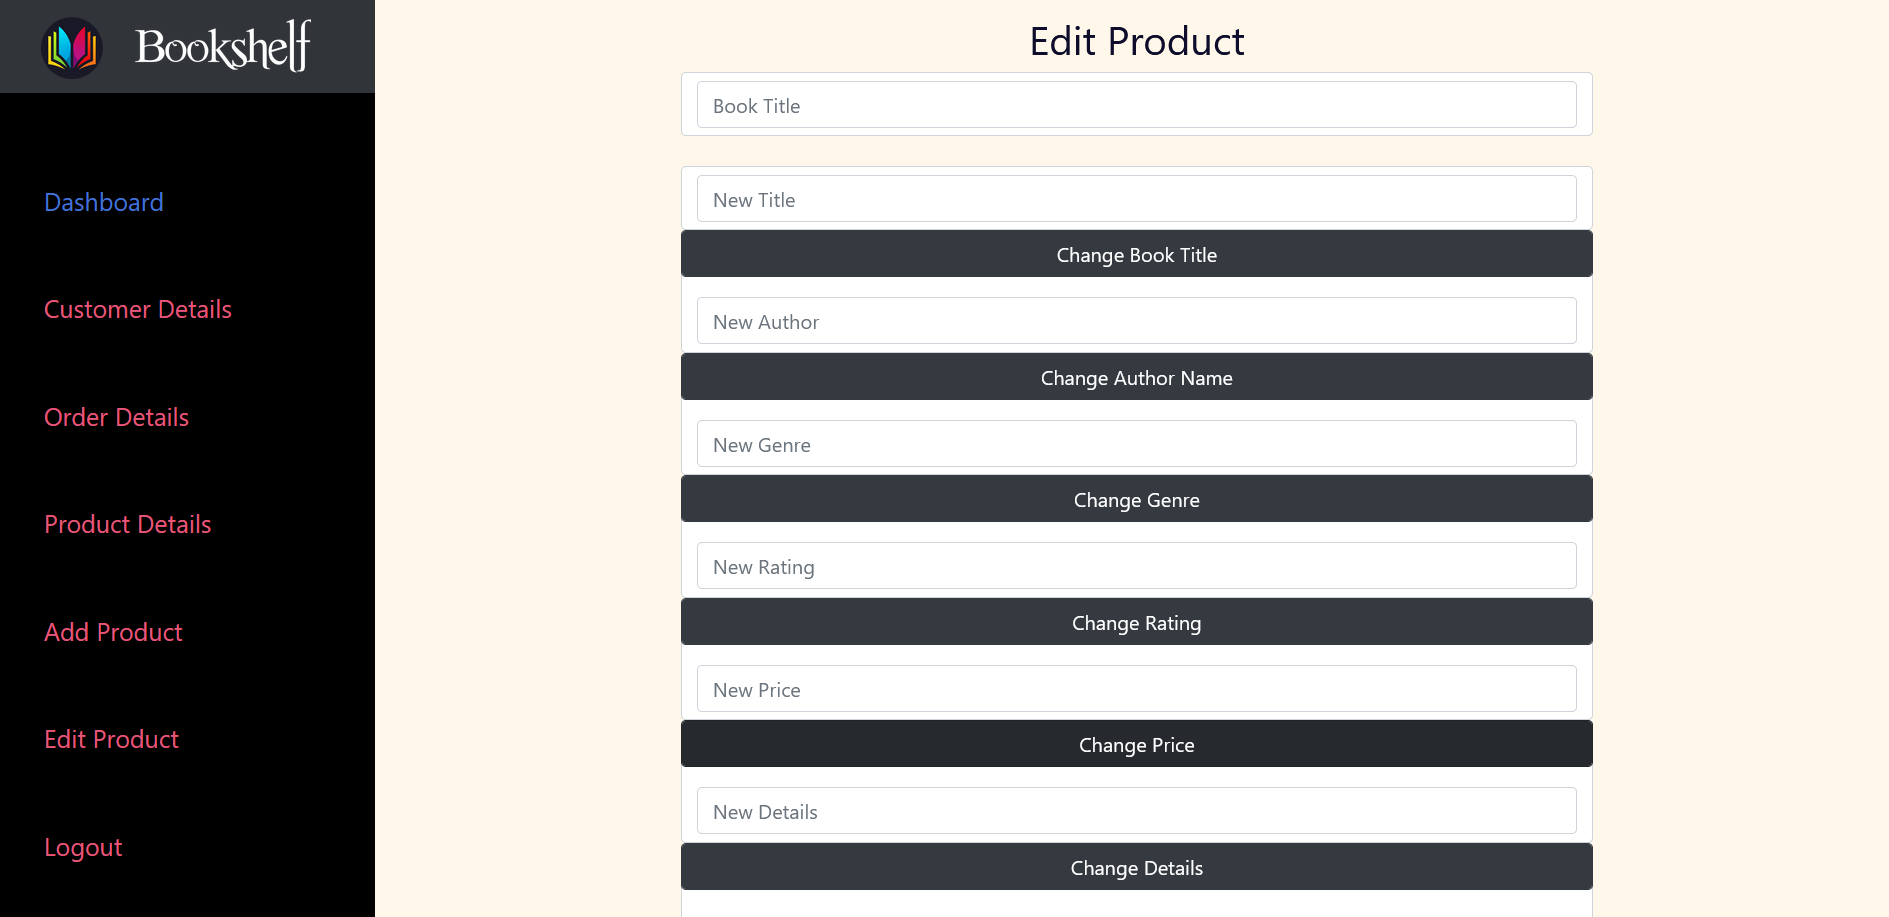 Bookshelf
Dashboard
Customer Details
Order Details
Product Details
Add Product
Edit Product
Logout
Edit Product
Book Title
New Title
Change Book Title
New Author
Change Author Name
New Genre
Change Genre
New Rating
Change Rating
New Price
Change Price
New Details
Change Details